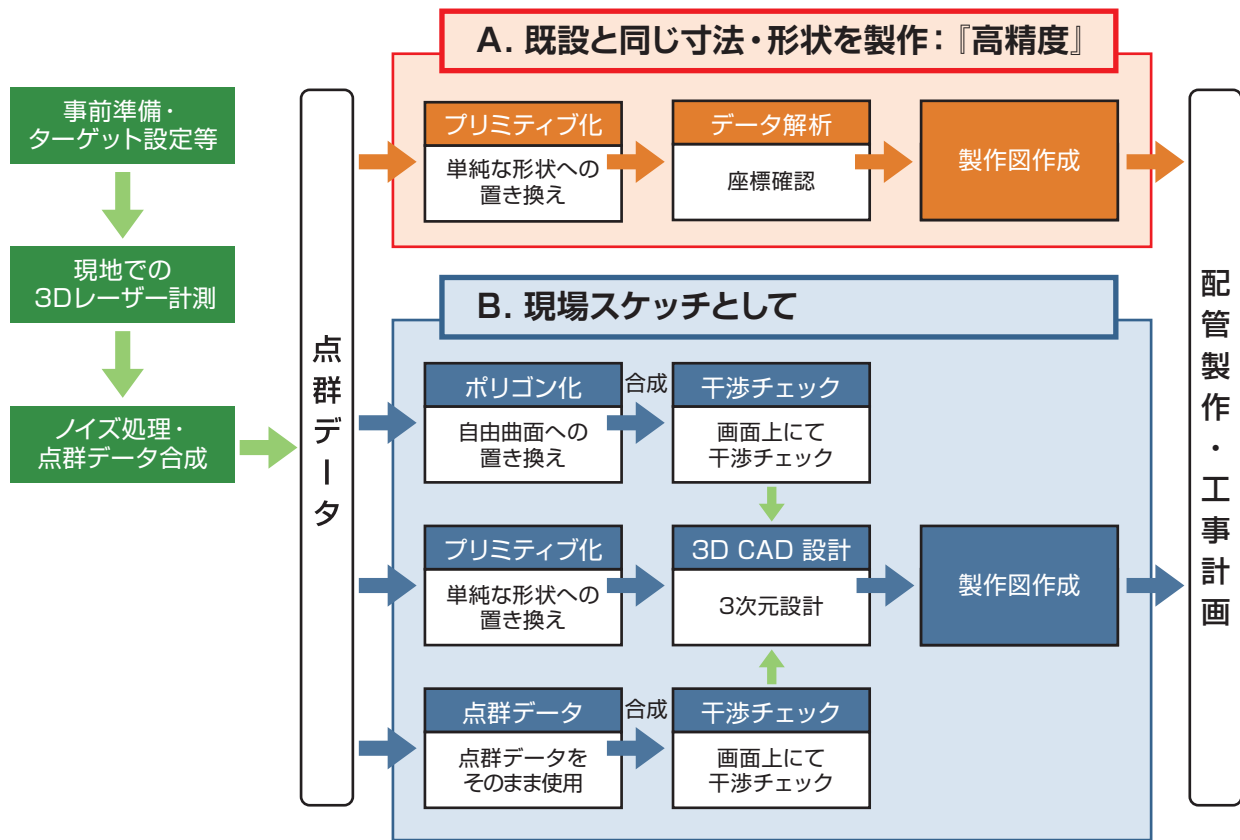 事前準備・
ターゲット設定等
現地での
3Dレーザー計測
ノイズ処理・
点群データ合成
点群データ
A. 既設と同じ寸法・形状を製作：『高精度』
プリミティブ化
単純な形状への
置き換え
データ解析
座標確認
製作図作成
B. 現場スケッチとして
ポリゴン化
自由曲面への
置き換え
合成
干渉チェック
画面上にて
干渉チェック
プリミティブ化
単純な形状への
置き換え
3D CAD 設計
3次元設計
製作図作成
点群データ
点群データを
そのまま使用
合成
干渉チェック
画面上にて
干渉チェック
配管製作・工事計画